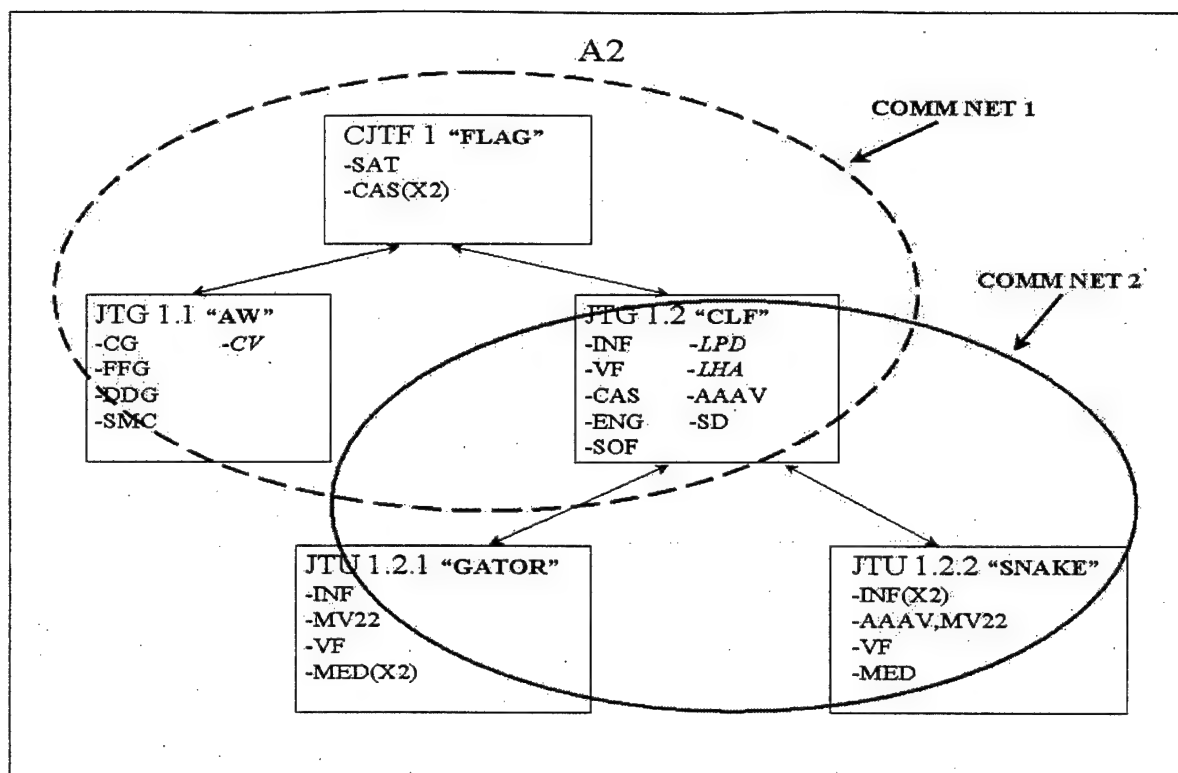 A2
COMM NET 1
CJTF 1 “FLAG”
-SAT
-CAS(X2)
COMM NET 2
JTG 1.1 “AW”
-CG -CV
-FFG
-DDG
-SMC
JTG 1.2 “CLF”
-INF -LPD
-VF -LHA
-CAS -AAAV
-ENG -SD
-SOF
JTU 1.2.1 “GATOR”
-INF
-MV22
-VF
-MED(X2)
JTU 1.2.2 “SNAKE”
-INF(X2)
-AAAV,MV22
-VF
-MED